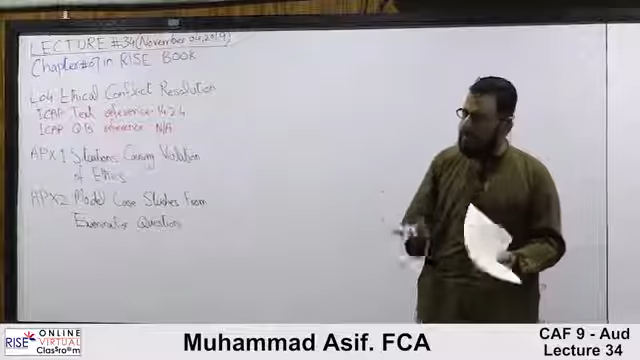 LECTURE #34 (November 04, 2019)
Chapter#07 in RISE BOOK
LO4 Ethical Conflict Resolution
ICAP Text reference 14.2.4
ICAP QB reference N/A
APX1 Situations Causing Violation
of Ethics
APX2 Model Case Studies from
Examination Questions
RISE
ONLINE
VIRTUAL
Classroom
Muhammad Asif. FCA
CAF 9 - Aud
Lecture 34